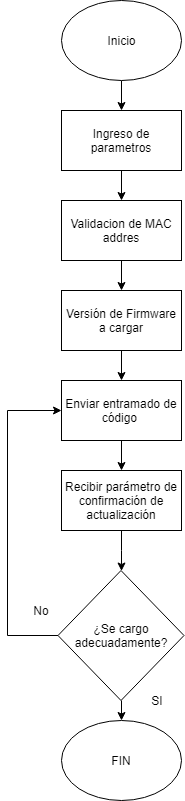 Inicio
Ingreso de
parametros
Validacion de MAC
addres
Versión de Firmware
a cargar
Enviar entramado de
código
Recibir parámetro de
confirmación de
actualización
¿Se cargo
adecuadamente?
No
SI
FIN